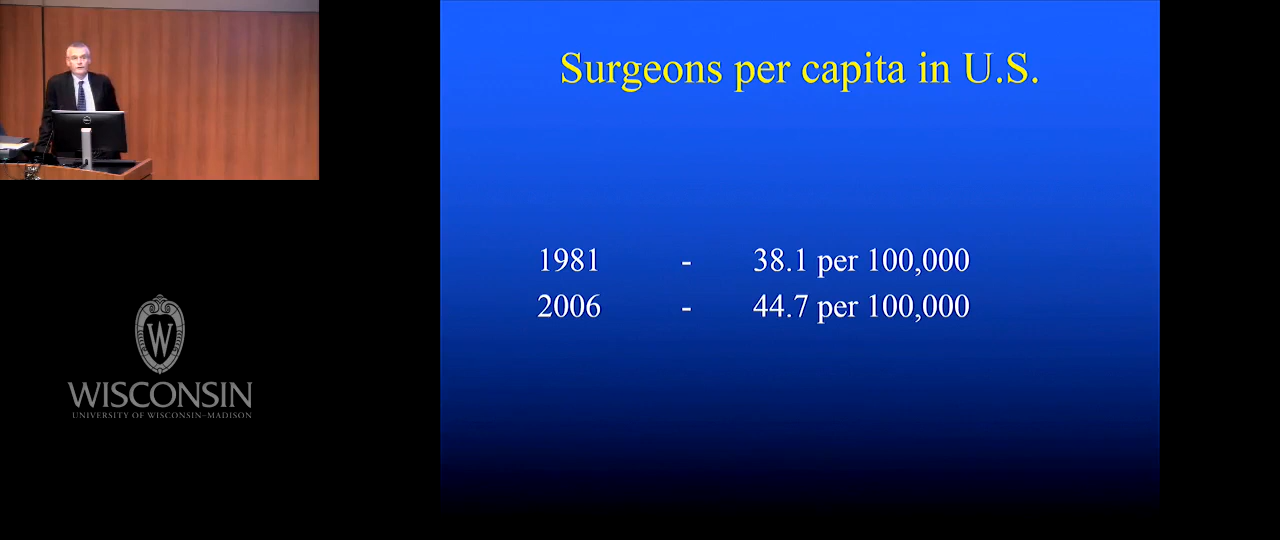 Surgeons per capita in U.S.
1981 - 38.1 per 100,000
2006 - 44.7 per 100,000
W
WISCONSIN
UNIVERSITY OF WISCONSIN–MADISON